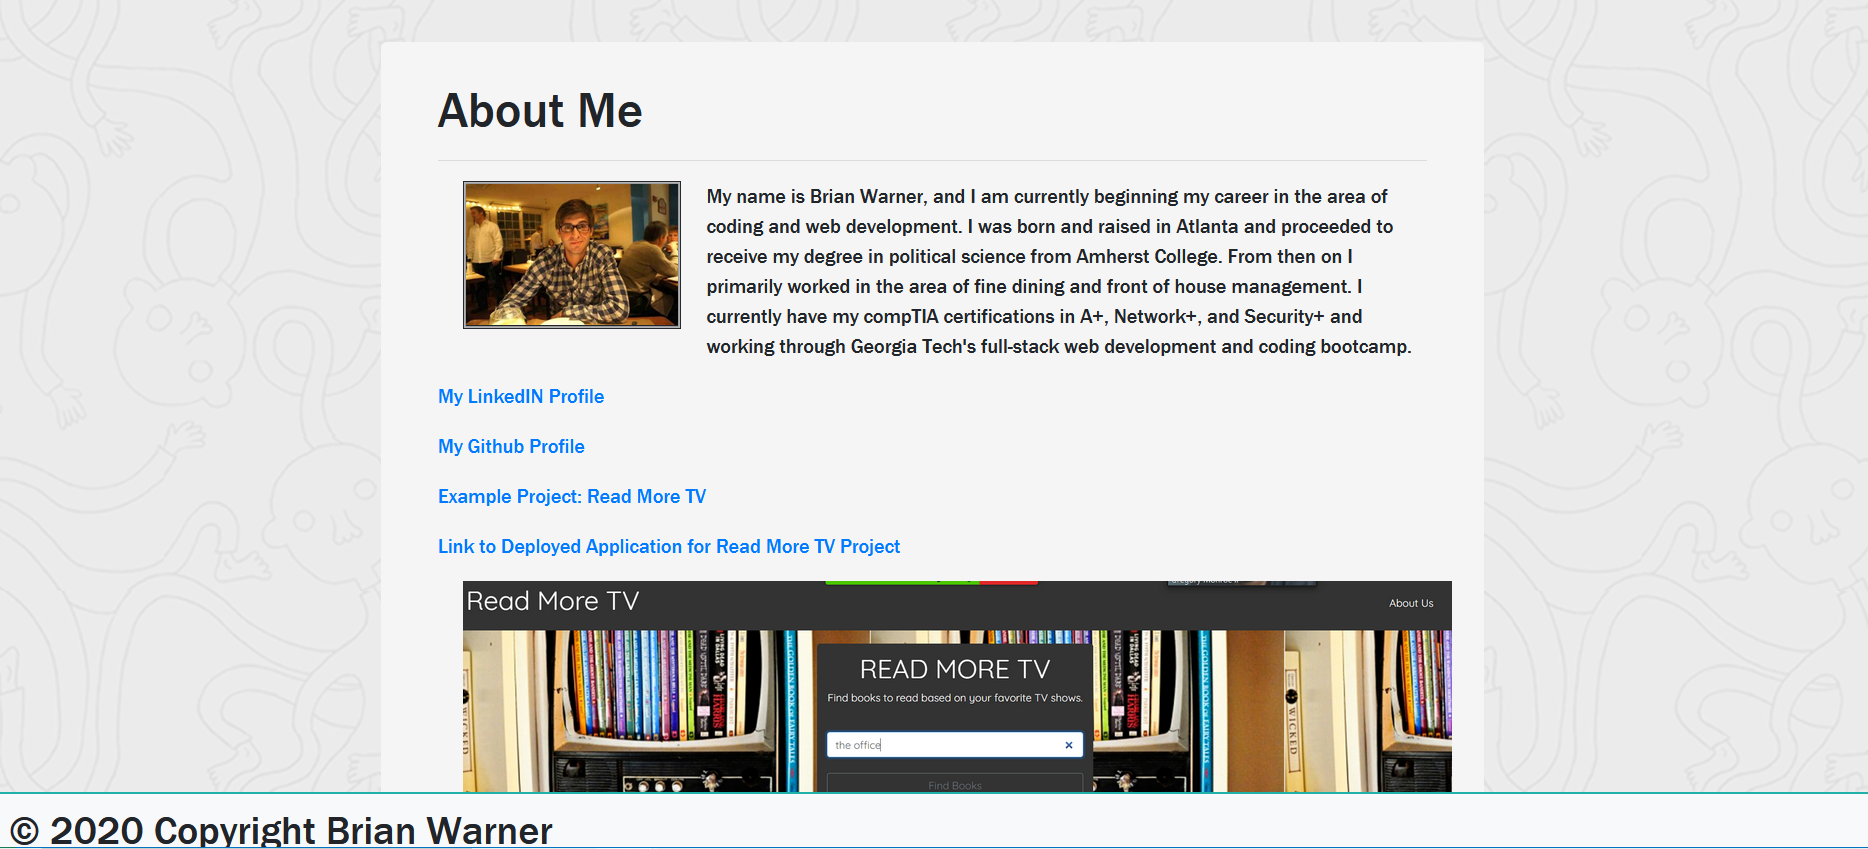 About Me
My name is Brian Warner, and I am currently beginning my career in the area of
coding and web development. I was born and raised in Atlanta and proceeded to
receive my degree in political science from Amherst College. From then on I
primarily worked in the area of fine dining and front of house management. I
currently have my compTIA certifications in A+, Network+, and Security+ and
working through Georgia Tech's full-stack web development and coding bootcamp.
My LinkedIN Profile
My Github Profile
Example Project: Read More TV
Link to Deployed Application for Read More TV Project
Read More TV
About Us
READ MORE TV
Find books to read based on your favorite TV shows.
the office
Find Books
WICKED
© 2020 Copyright Brian Warner